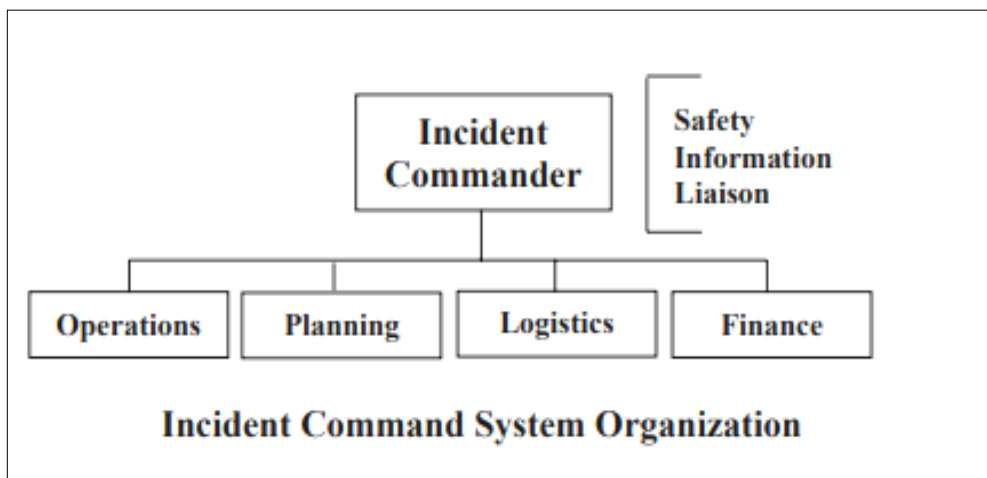 Incident
Commander
Safety
Information
Liaison
Operations
Planning
Logistics
Finance
Incident Command System Organization